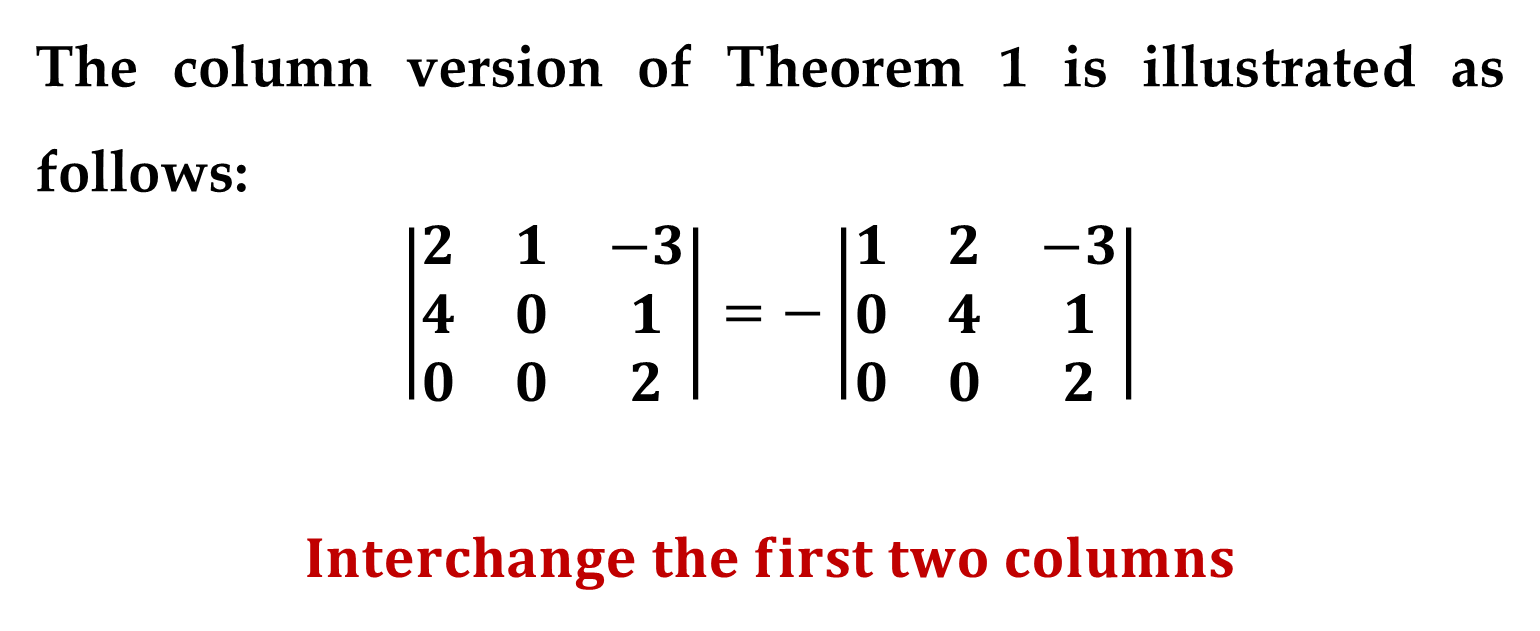 The column version of Theorem 1 is illustrated as
follows:
|2 1 −3| |1 2 −3|
|4 0 1| = − |0 4 1|
|0 0 2| |0 0 2|
Interchange the first two columns